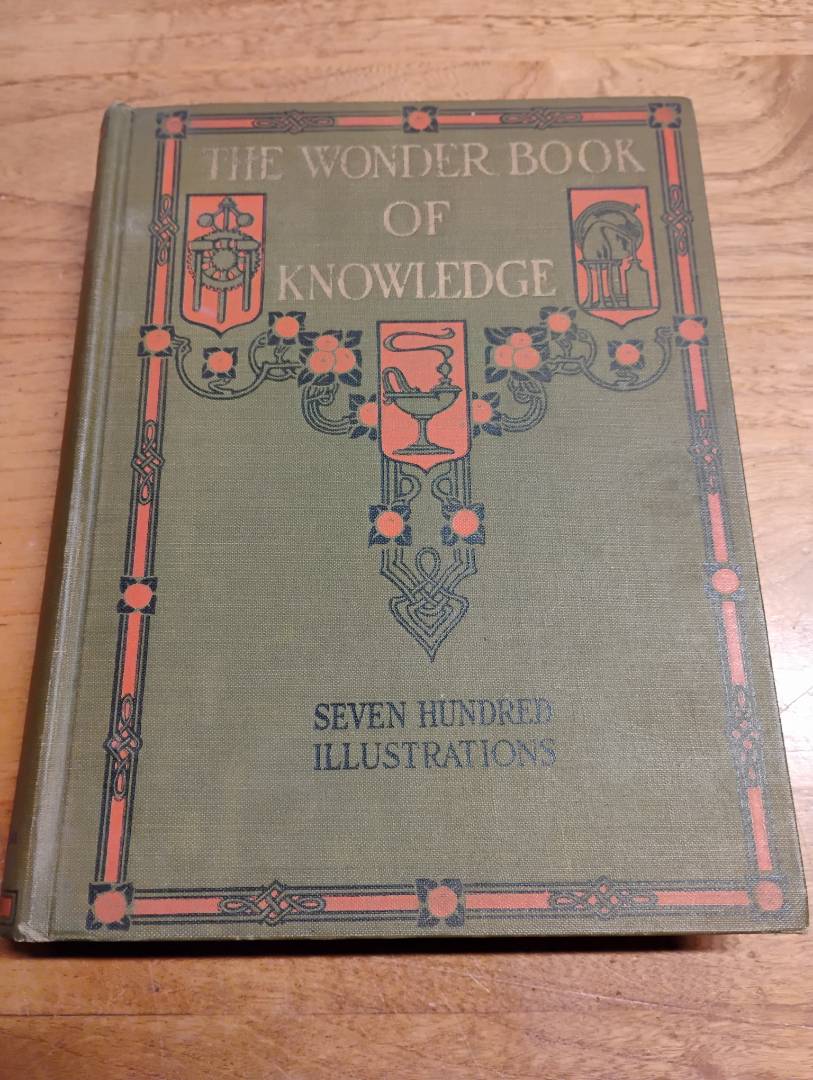 THE WONDER BOOK
OF
KNOWLEDGE
SEVEN HUNDRED
ILLUSTRATIONS